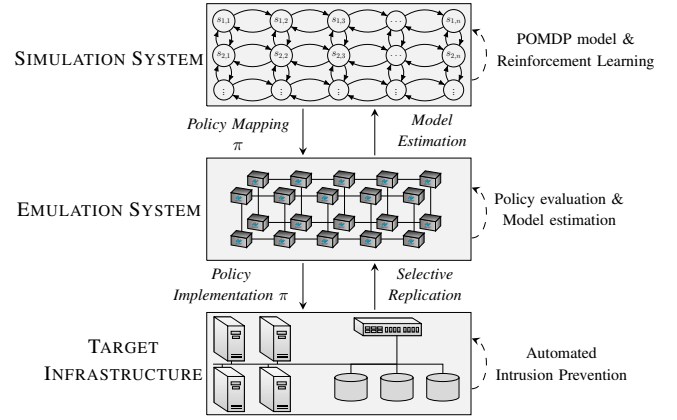 s1,1 s1,2 s1,3 ... s1,n
s2,1 s2,2 s2,3 ... s2,n
⋮ ⋮ ⋮ ⋮ ⋮
SIMULATION SYSTEM
POMDP model &
Reinforcement Learning
Policy Mapping
π
Model
Estimation
EMULATION SYSTEM
Policy evaluation &
Model estimation
Policy
Implementation π
Selective
Replication
TARGET
INFRASTRUCTURE
Automated
Intrusion Prevention